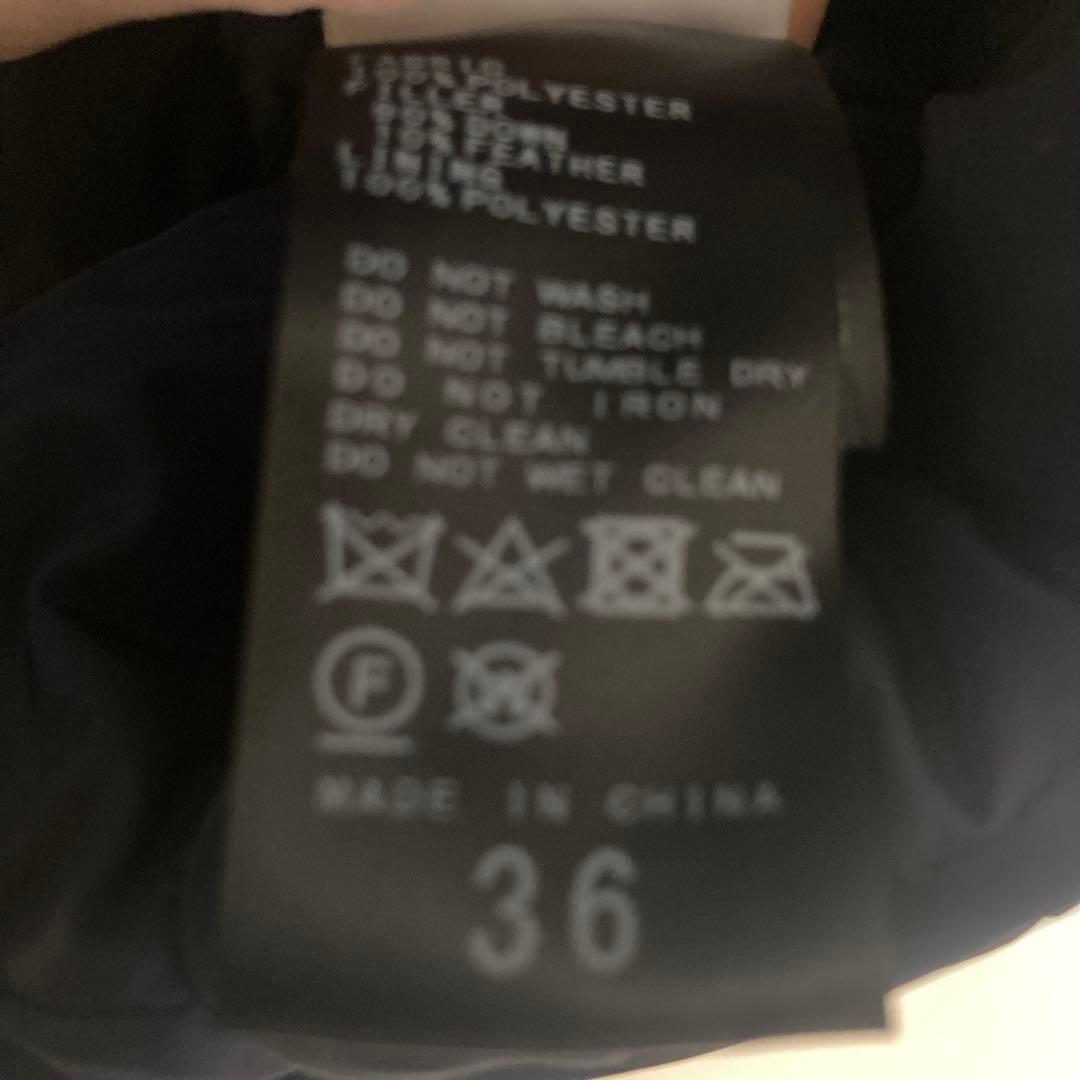 FABRIC
100%POLYESTER
FILLER
90%DOWN
10%FEATHER
LINING
100%POLYESTER
DO NOT WASH
DO NOT BLEACH
DO NOT TUMBLE DRY
DO NOT IRON
DRY CLEAN
DO NOT WET CLEAN
F W
MADE IN CHINA
36